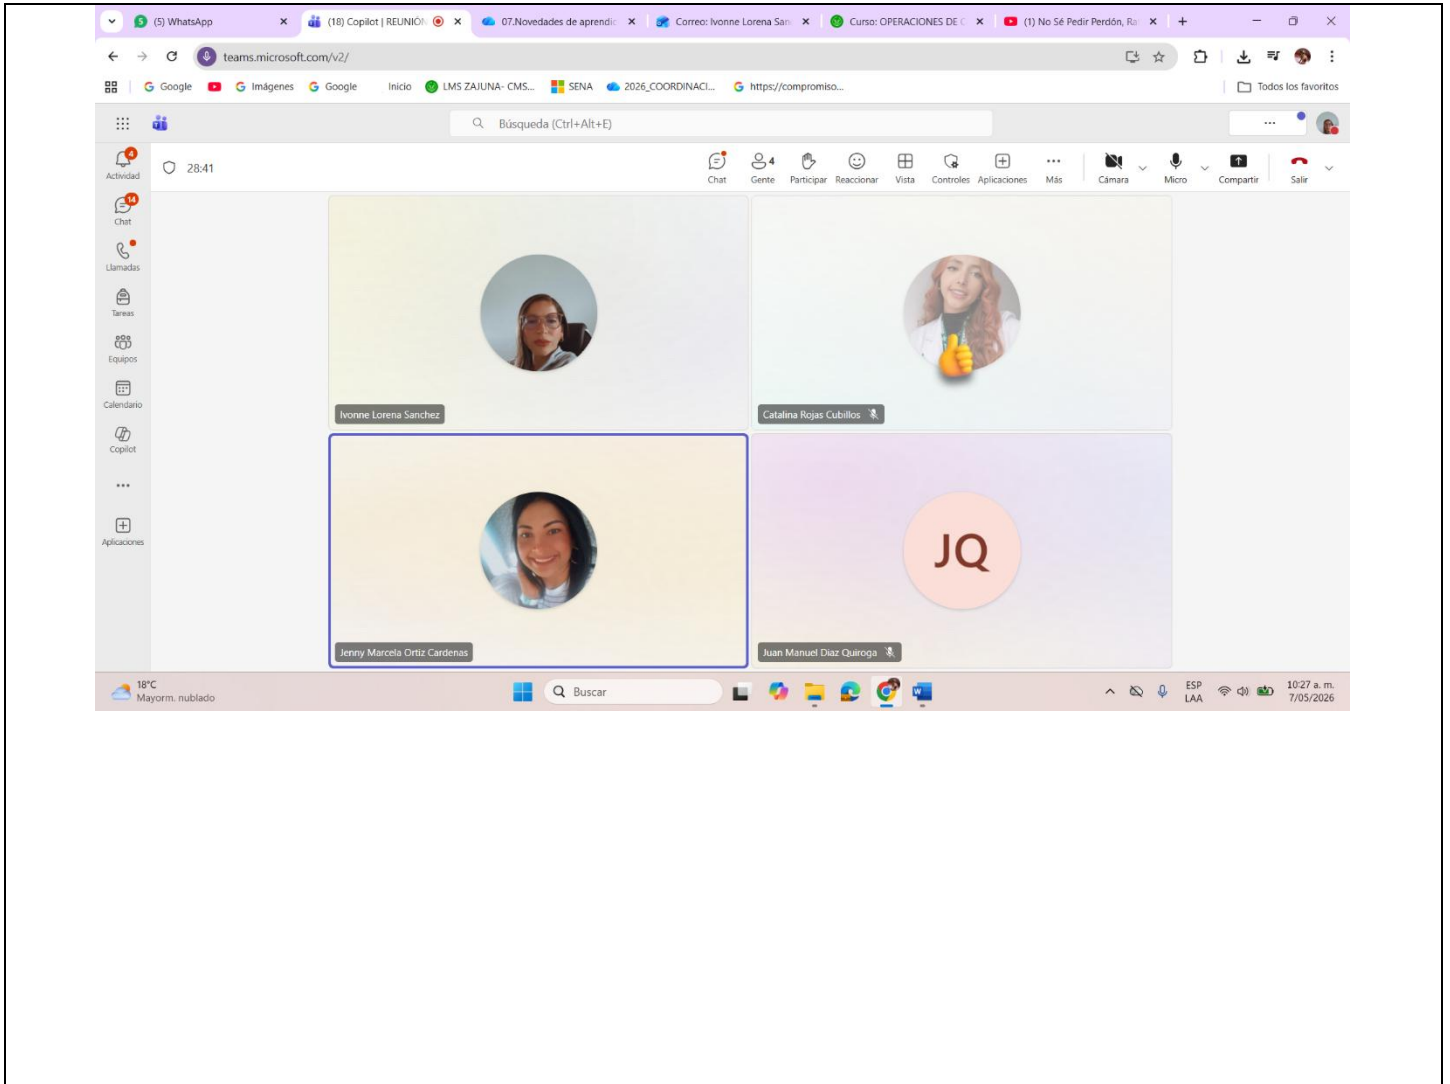 (5) WhatsApp
(18) Copilot | REUNIÓN
07.Novedades de aprendic
Correo: Ivonne Lorena San
Curso: OPERACIONES DE C
(1) No Sé Pedir Perdón, Ra
teams.microsoft.com/v2/
Google
Imágenes
Google
Inicio
LMS ZAJUNA- CMS...
SENA
2026_COORDINACI...
https://compromiso...
Todos los favoritos
Búsqueda (Ctrl+Alt+E)
28:41
4
Chat
Gente
Participar
Reaccionar
Vista
Controles
Aplicaciones
Más
Cámara
Micro
Compartir
Salir
4
Actividad
14
Chat
Llamadas
Tareas
Equipos
Calendario
Copilot
Aplicaciones
Ivonne Lorena Sanchez
Catalina Rojas Cubillos
Jenny Marcela Ortiz Cardenas
JQ
Juan Manuel Diaz Quiroga
18°C
Mayorm. nublado
Buscar
ESP
LAA
10:27 a. m.
7/05/2026